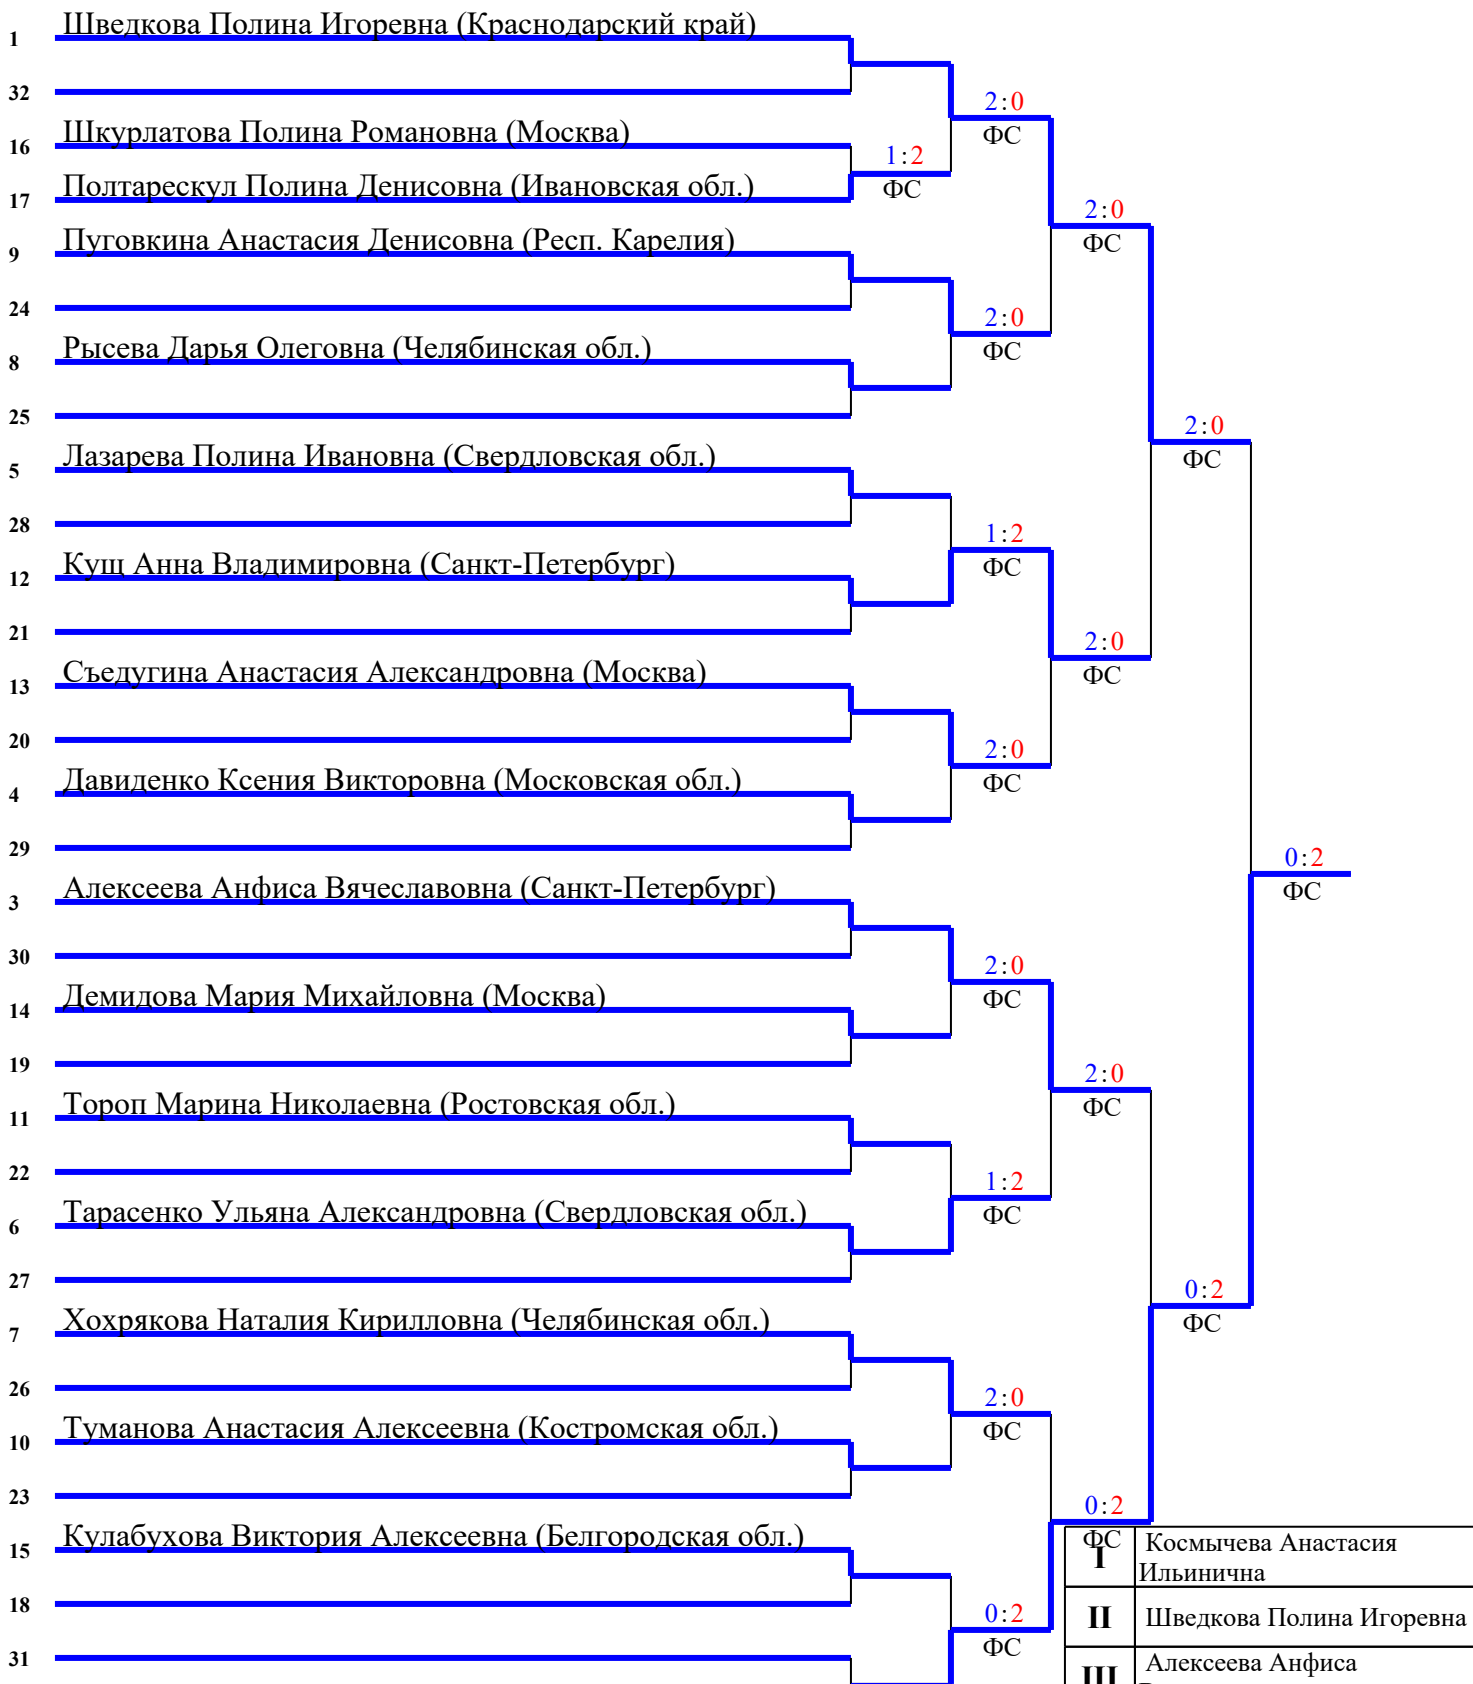 Шведкова Полина Игоревна (Краснодарский край)
1
32
2:0
ФС
Шкурлатова Полина Романовна (Москва)
16
1:2
ФС
Полтарескул Полина Денисовна (Ивановская обл.)
17
2:0
ФС
Пуговкина Анастасия Денисовна (Респ. Карелия)
9
24
2:0
ФС
Рысева Дарья Олеговна (Челябинская обл.)
8
25
2:0
ФС
Лазарева Полина Ивановна (Свердловская обл.)
5
28
1:2
ФС
Кущ Анна Владимировна (Санкт-Петербург)
12
21
2:0
ФС
Съедугина Анастасия Александровна (Москва)
13
20
2:0
ФС
Давиденко Ксения Викторовна (Московская обл.)
4
29
0:2
ФС
Алексеева Анфиса Вячеславовна (Санкт-Петербург)
3
30
2:0
ФС
Демидова Мария Михайловна (Москва)
14
19
2:0
ФС
Тороп Марина Николаевна (Ростовская обл.)
11
22
1:2
ФС
Тарасенко Ульяна Александровна (Свердловская обл.)
6
27
0:2
ФС
Хохрякова Наталия Кирилловна (Челябинская обл.)
7
26
2:0
ФС
Туманова Анастасия Алексеевна (Костромская обл.)
10
23
0:2
ФС
Кулабухова Виктория Алексеевна (Белгородская обл.)
15
18
0:2
ФС
31
I Космычева Анастасия
Ильинична
II Шведкова Полина Игоревна
III Алексеева Анфиса